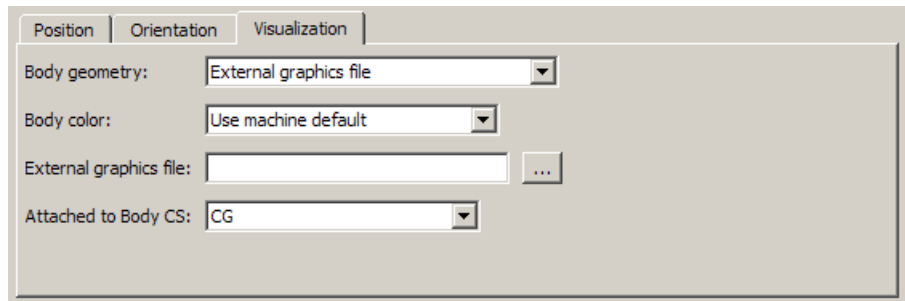 Position Orientation Visualization
Body geometry: External graphics file
Body color: Use machine default
External graphics file: ...
Attached to Body CS: CG